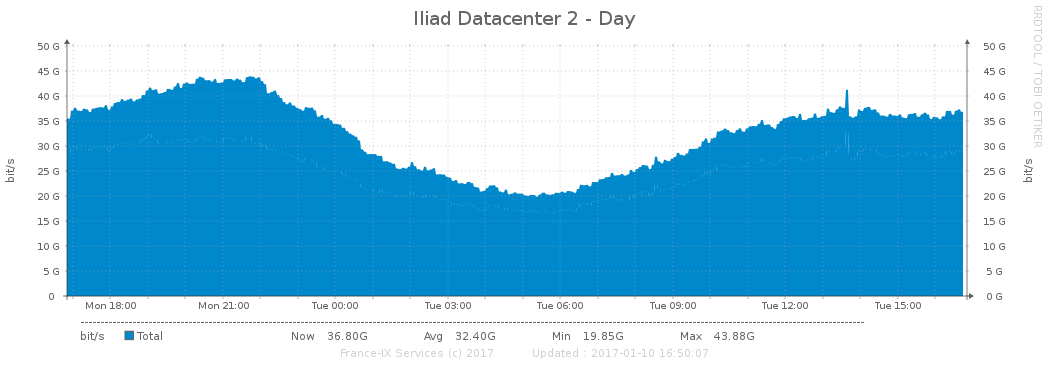 Iliad Datacenter 2 - Day
RRDTOOL / TOBI OETIKER
bit/s
bit/s
50 G 50 G
45 G 45 G
40 G 40 G
35 G 35 G
30 G 30 G
25 G 25 G
20 G 20 G
15 G 15 G
10 G 10 G
5 G 5 G
0 0 G
Mon 18:00 Mon 21:00 Tue 00:00 Tue 03:00 Tue 06:00 Tue 09:00 Tue 12:00 Tue 15:00
bit/s Total Now 36.80G Avg 32.40G Min 19.85G Max 43.88G
France-IX Services (c) 2017 Updated : 2017-01-10 16:50:07